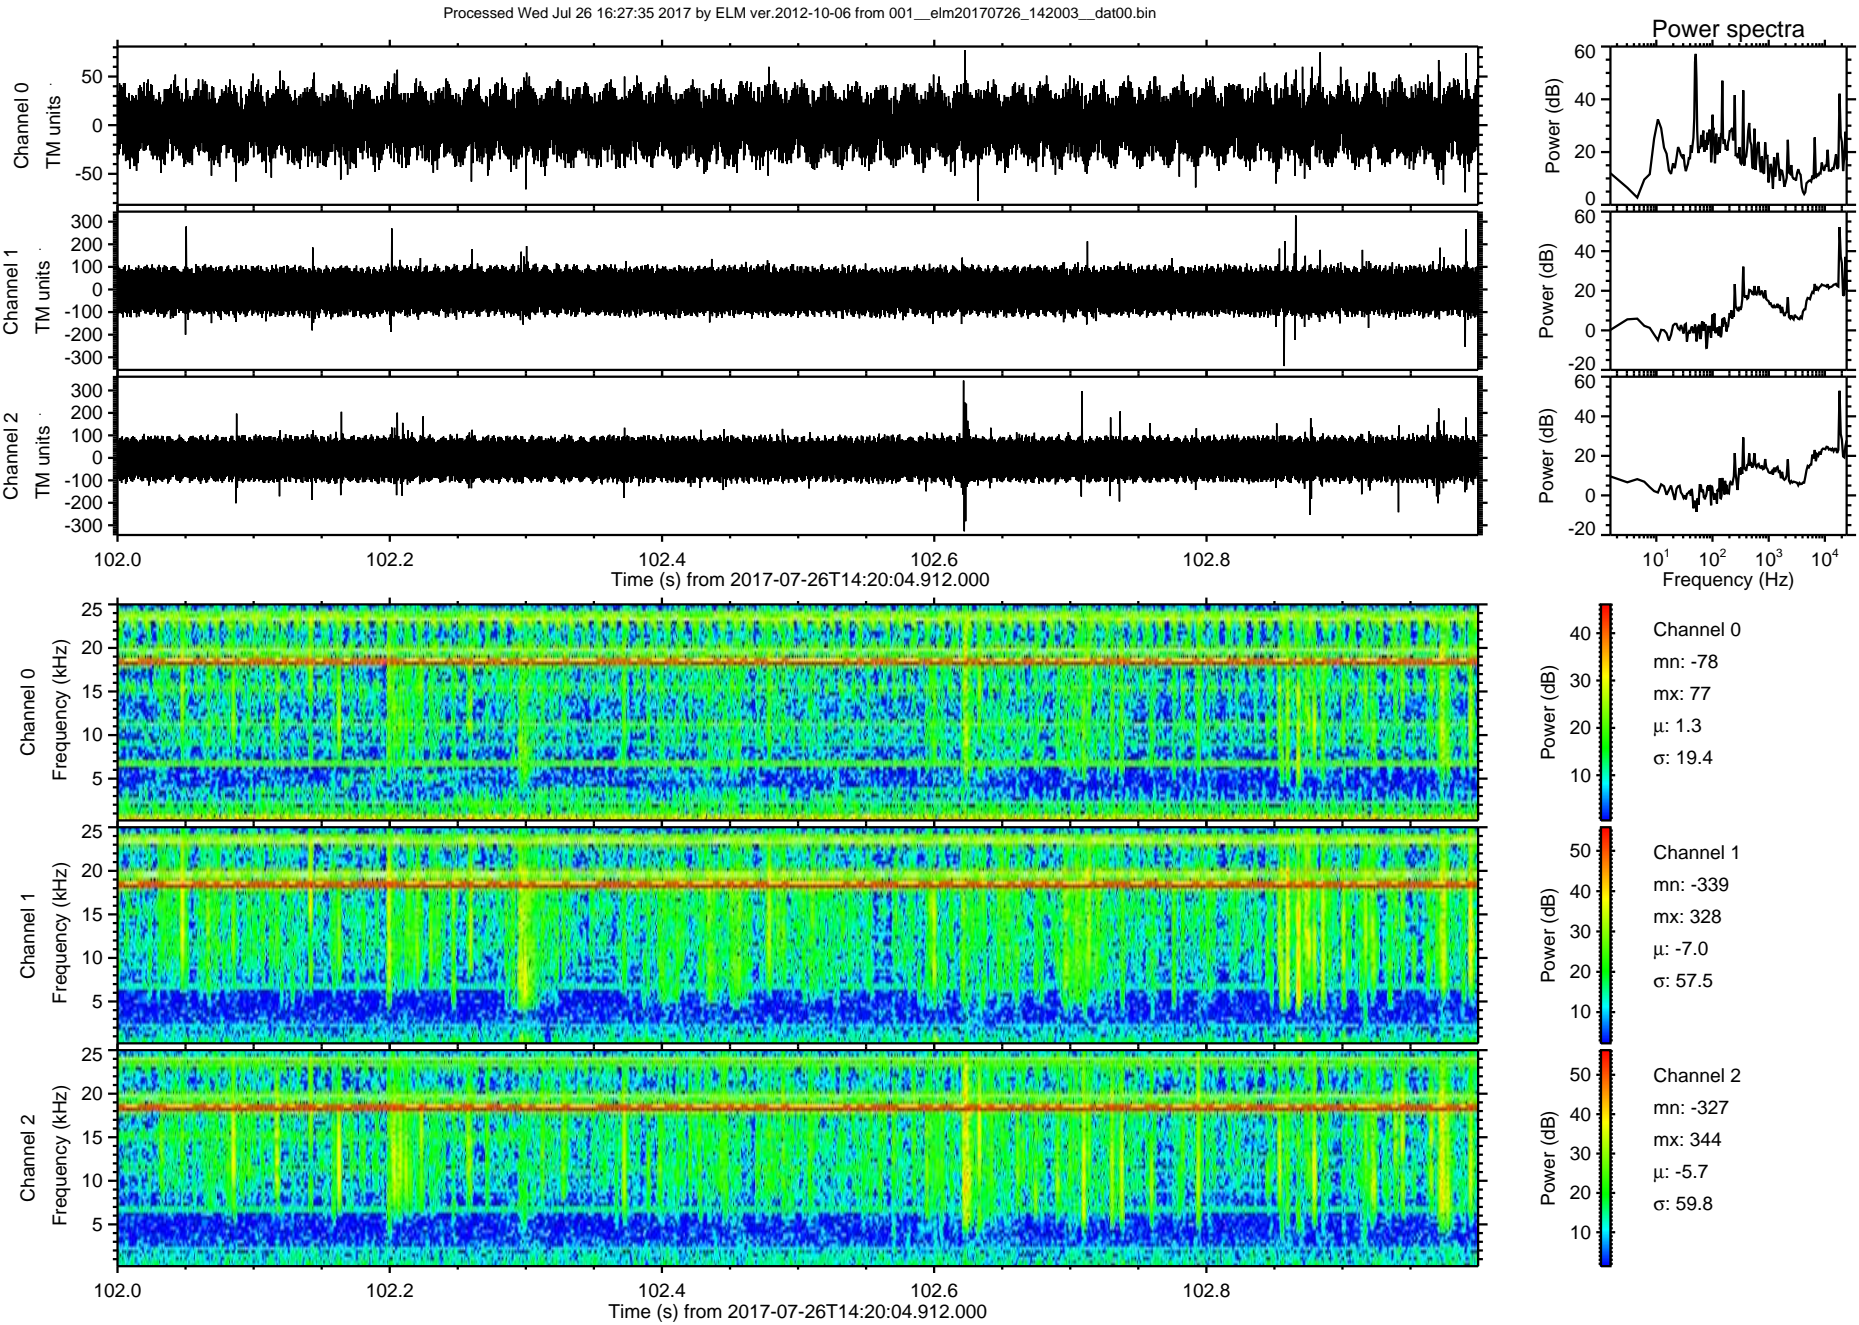 Processed Wed Jul 26 16:27:35 2017 by ELM ver.2012-10-06 from 001__elm20170726_142003__dat00.bin
Power spectra
Channel 0
TM units
50
0
-50
Power (dB)
60
40
20
0
Channel 1
TM units
300
200
100
0
-100
-200
-300
Power (dB)
60
40
20
0
-20
Channel 2
TM units
300
200
100
0
-100
-200
-300
Power (dB)
60
40
20
0
-20
102.0 102.2 102.4 102.6 102.8
Time (s) from 2017-07-26T14:20:04.912.000
10^1 10^2 10^3 10^4
Frequency (Hz)
Channel 0
Frequency (kHz)
25
20
15
10
5
Power (dB)
40
30
20
10
Channel 0
mn: -78
mx: 77
μ: 1.3
σ: 19.4
Channel 1
Frequency (kHz)
25
20
15
10
5
Power (dB)
50
40
30
20
10
Channel 1
mn: -339
mx: 328
μ: -7.0
σ: 57.5
Channel 2
Frequency (kHz)
25
20
15
10
5
Power (dB)
50
40
30
20
10
Channel 2
mn: -327
mx: 344
μ: -5.7
σ: 59.8
102.0 102.2 102.4 102.6 102.8
Time (s) from 2017-07-26T14:20:04.912.000